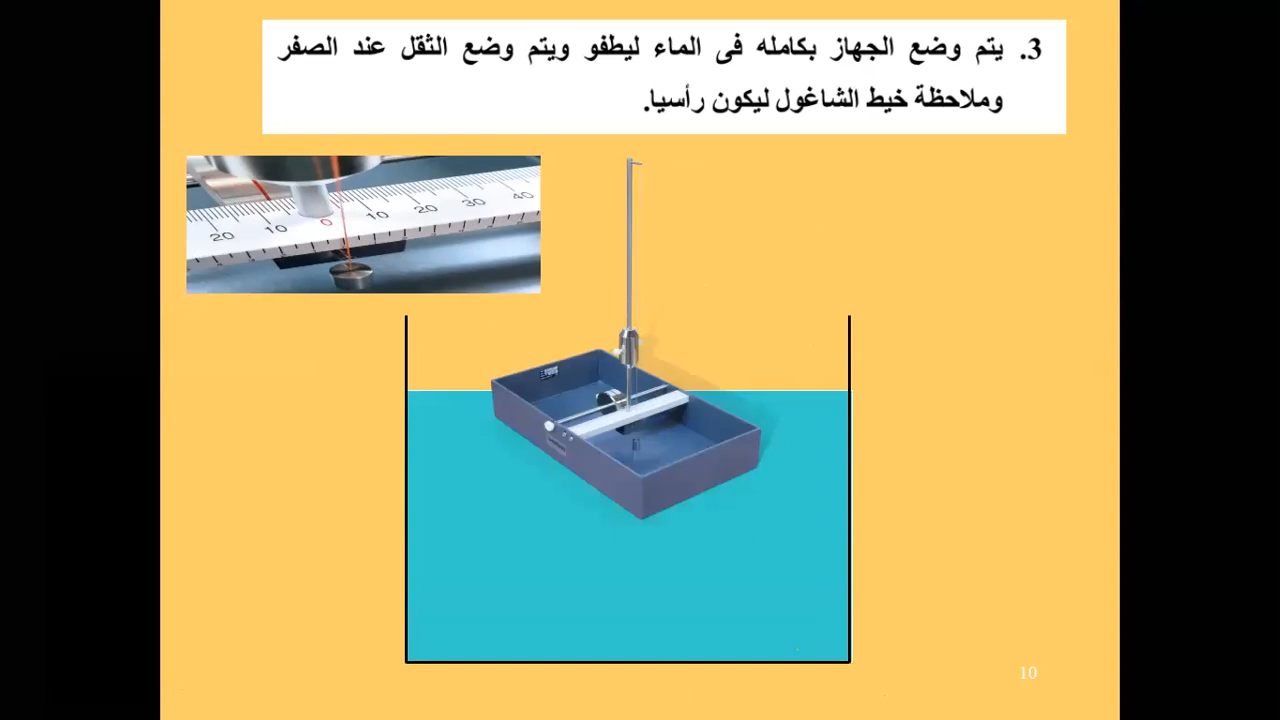 3. يتم وضع الجهاز بكامله فى الماء ليطفو ويتم وضع الثقل عند الصفر
وملاحظة خيط الشاغول ليكون رأسيا.
20 10 0 10 20 30 40
10